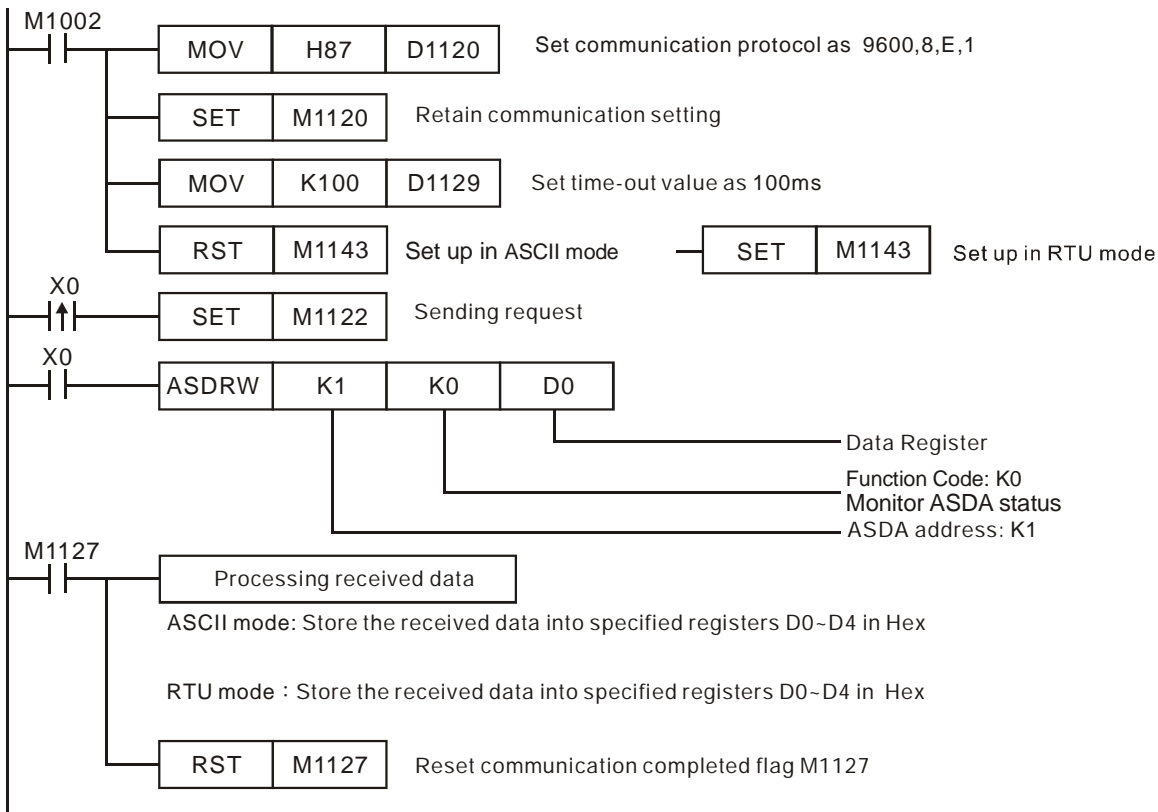 M1002
MOV H87 D1120 Set communication protocol as 9600,8,E,1
SET M1120 Retain communication setting
MOV K100 D1129 Set time-out value as 100ms
RST M1143 Set up in ASCII mode SET M1143 Set up in RTU mode
X0
SET M1122 Sending request
X0
ASDRW K1 K0 D0
Data Register
Function Code: K0
Monitor ASDA status
ASDA address: K1
M1127
Processing received data
ASCII mode: Store the received data into specified registers D0~D4 in Hex
RTU mode：Store the received data into specified registers D0~D4 in Hex
RST M1127 Reset communication completed flag M1127